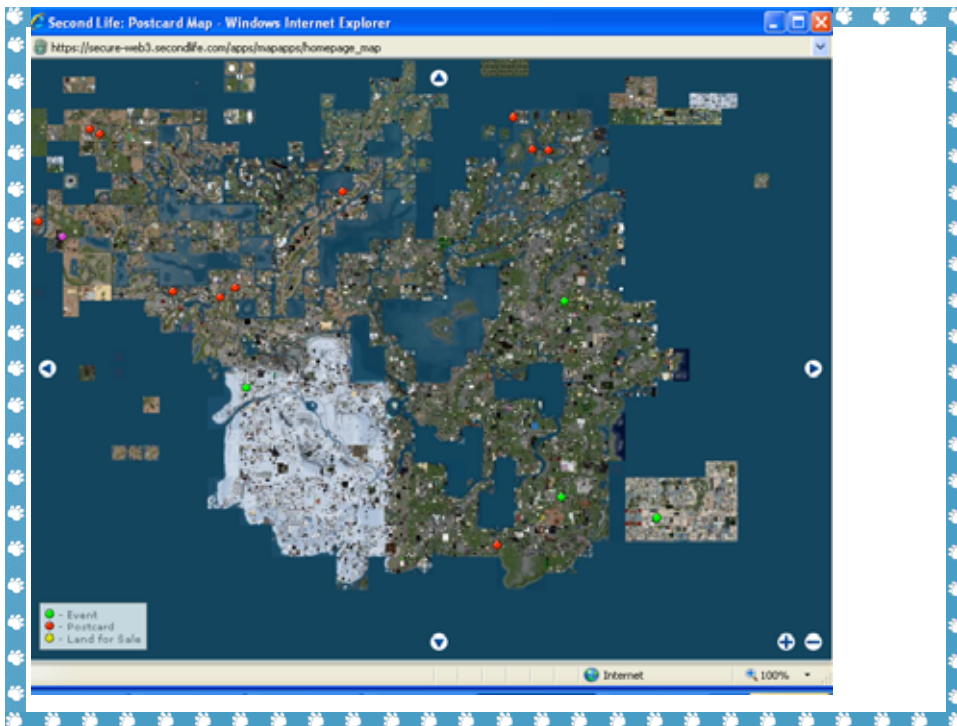 Second Life: Postcard Map - Windows Internet Explorer
https://secure-web3.secondlife.com/apps/mapapps/homepage_map
- Event
- Postcard
- Land for Sale
Internet
100%